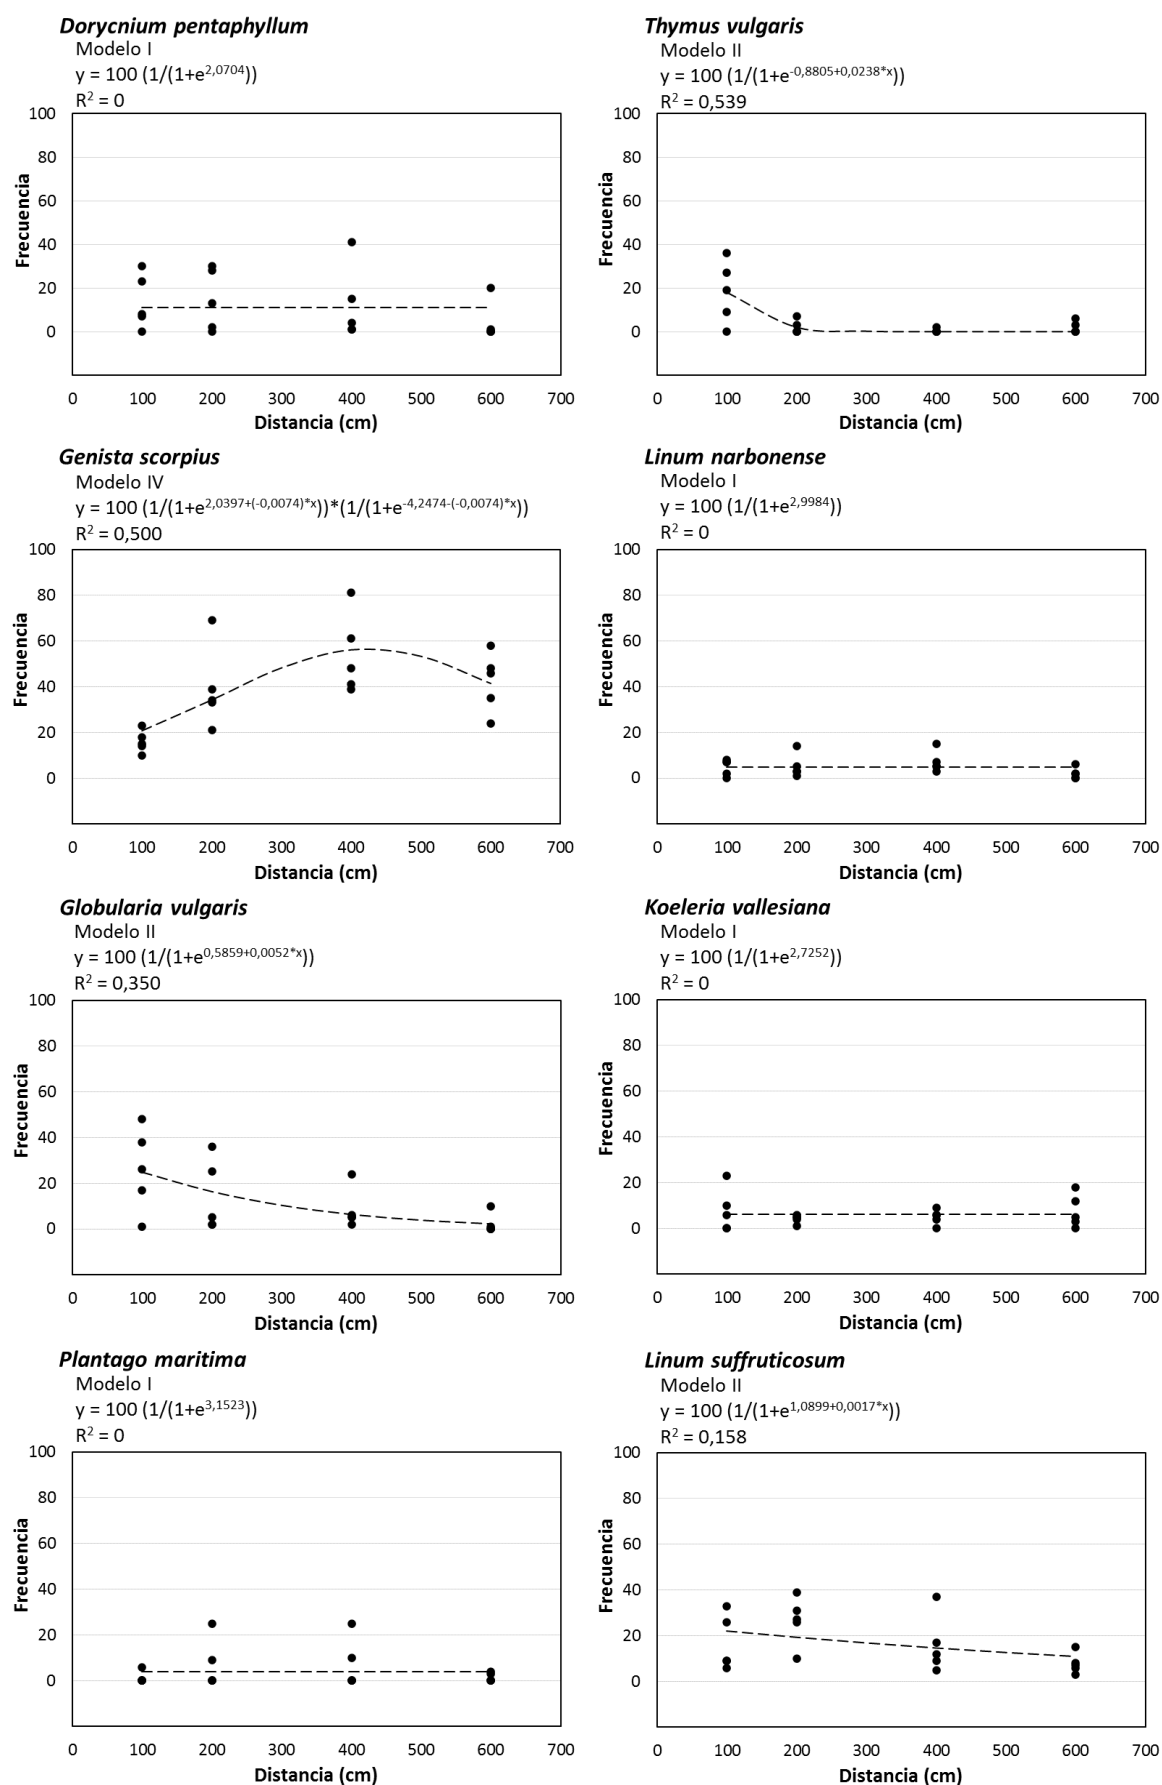 Dorycnium pentaphyllum
Modelo I
y = 100 (1/(1+e^2,0704))
R² = 0
100
80
60
40
20
0
Frecuencia
0 100 200 300 400 500 600 700
Distancia (cm)
Thymus vulgaris
Modelo II
y = 100 (1/(1+e^-0,8805+0,0238*x))
R² = 0,539
100
80
60
40
20
0
Frecuencia
0 100 200 300 400 500 600 700
Distancia (cm)
Genista scorpius
Modelo IV
y = 100 (1/(1+e^2,0397+(-0,0074)*x))*(1/(1+e^-4,2474-(-0,0074)*x))
R² = 0,500
100
80
60
40
20
0
Frecuencia
0 100 200 300 400 500 600 700
Distancia (cm)
Linum narbonense
Modelo I
y = 100 (1/(1+e^2,9984))
R² = 0
100
80
60
40
20
0
Frecuencia
0 100 200 300 400 500 600 700
Distancia (cm)
Globularia vulgaris
Modelo II
y = 100 (1/(1+e^0,5859+0,0052*x))
R² = 0,350
100
80
60
40
20
0
Frecuencia
0 100 200 300 400 500 600 700
Distancia (cm)
Koeleria vallesiana
Modelo I
y = 100 (1/(1+e^2,7252))
R² = 0
100
80
60
40
20
0
Frecuencia
0 100 200 300 400 500 600 700
Distancia (cm)
Plantago maritima
Modelo I
y = 100 (1/(1+e^3,1523))
R² = 0
100
80
60
40
20
0
Frecuencia
0 100 200 300 400 500 600 700
Distancia (cm)
Linum suffruticosum
Modelo II
y = 100 (1/(1+e^1,0899+0,0017*x))
R² = 0,158
100
80
60
40
20
0
Frecuencia
0 100 200 300 400 500 600 700
Distancia (cm)